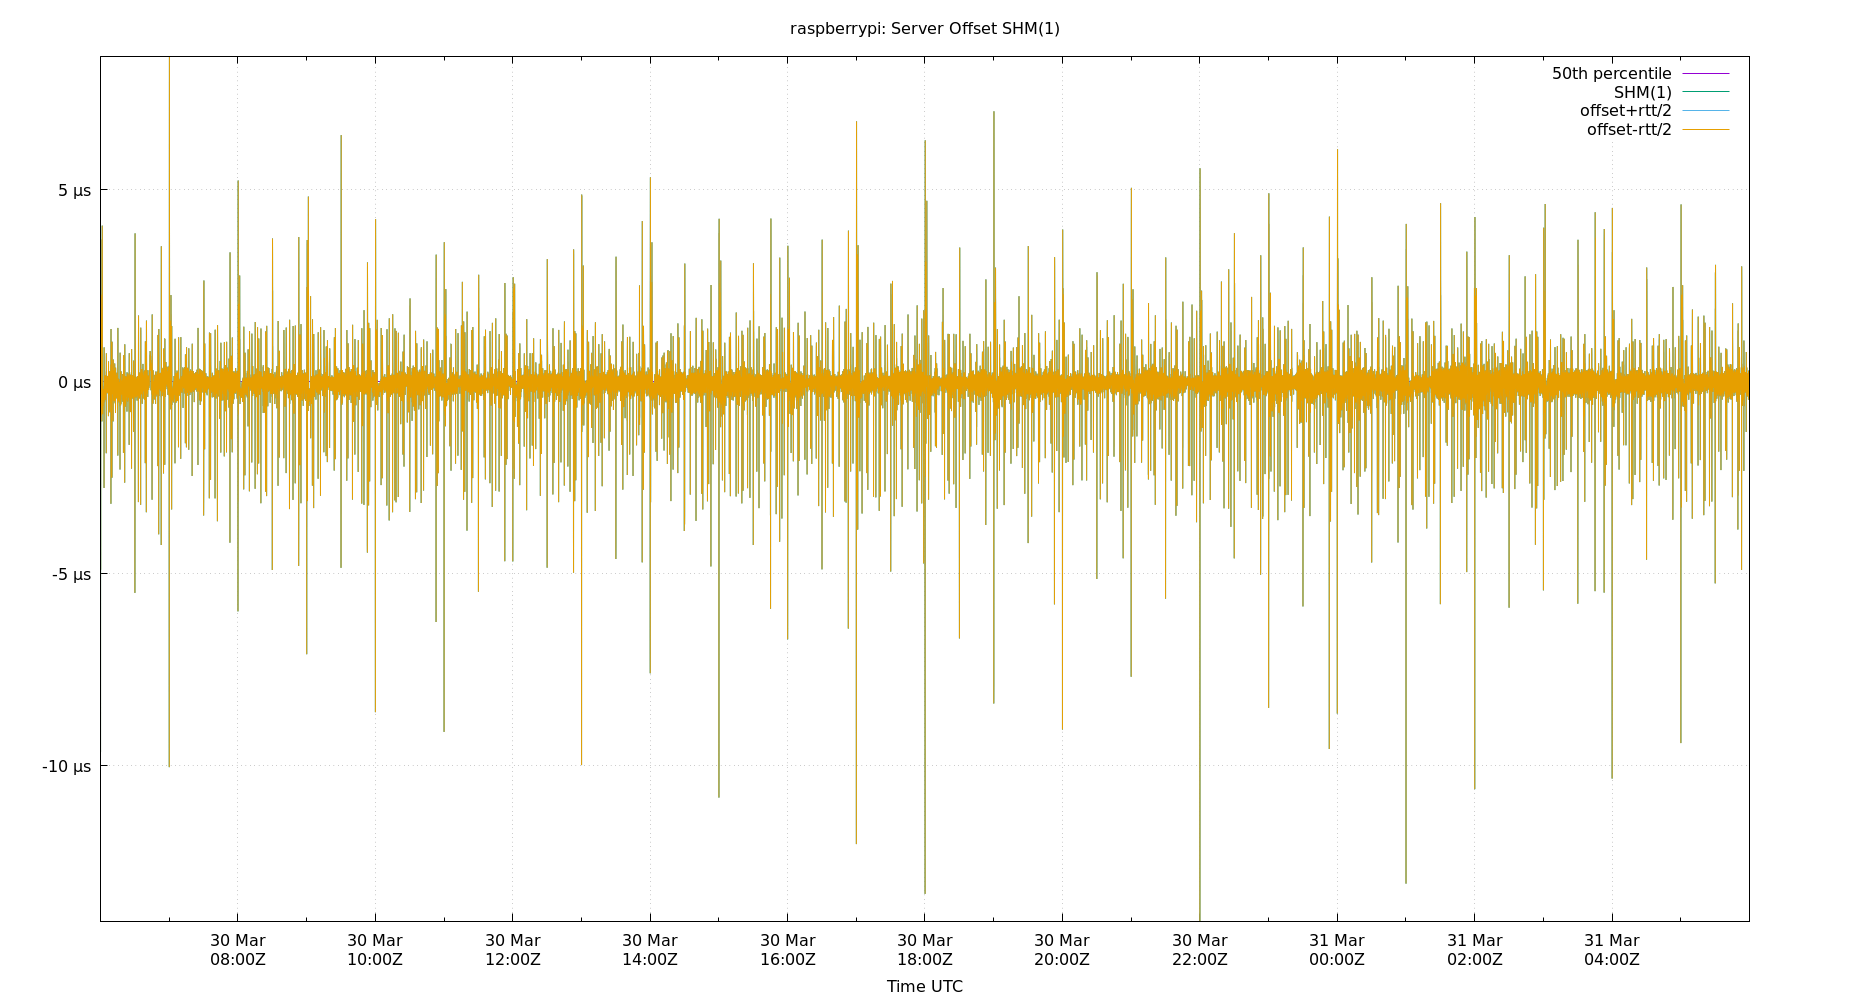 raspberrypi: Server Offset SHM(1)
50th percentile
SHM(1)
offset+rtt/2
offset-rtt/2
5 µs
0 µs
-5 µs
-10 µs
30 Mar 30 Mar 30 Mar 30 Mar 30 Mar 30 Mar 30 Mar 30 Mar 31 Mar 31 Mar 31 Mar
08:00Z 10:00Z 12:00Z 14:00Z 16:00Z 18:00Z 20:00Z 22:00Z 00:00Z 02:00Z 04:00Z
Time UTC